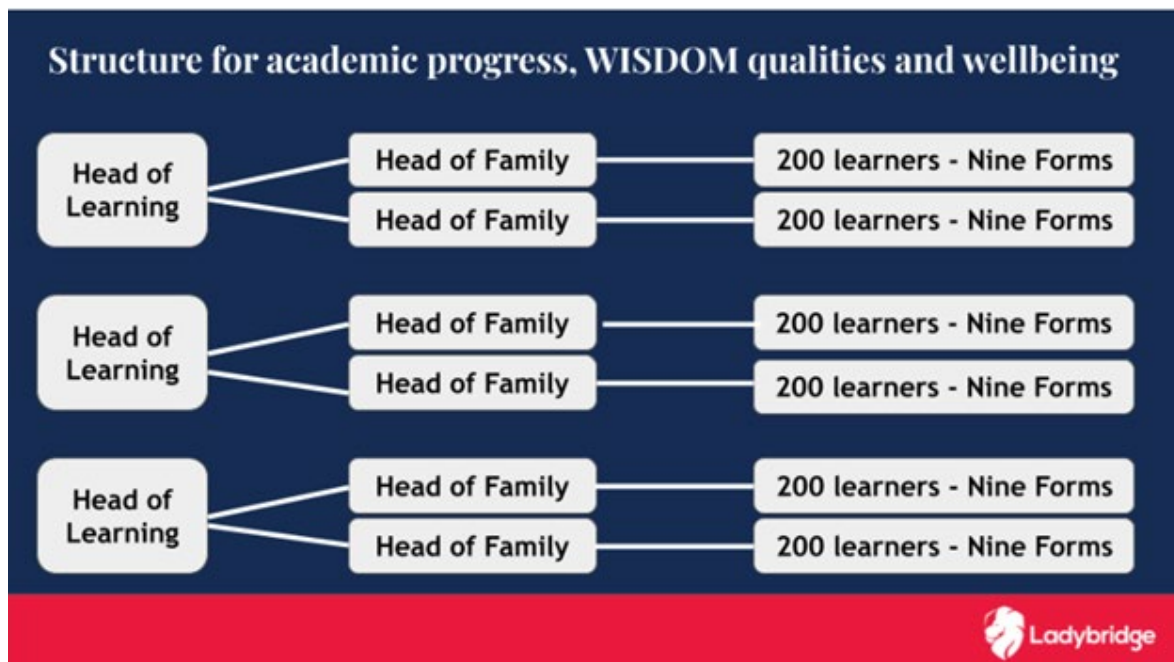 Structure for academic progress, WISDOM qualities and wellbeing
Head of
Learning
Head of Family
200 learners - Nine Forms
Head of Family
200 learners - Nine Forms
Head of
Learning
Head of Family
200 learners - Nine Forms
Head of Family
200 learners - Nine Forms
Head of
Learning
Head of Family
200 learners - Nine Forms
Head of Family
200 learners - Nine Forms
Ladybridge